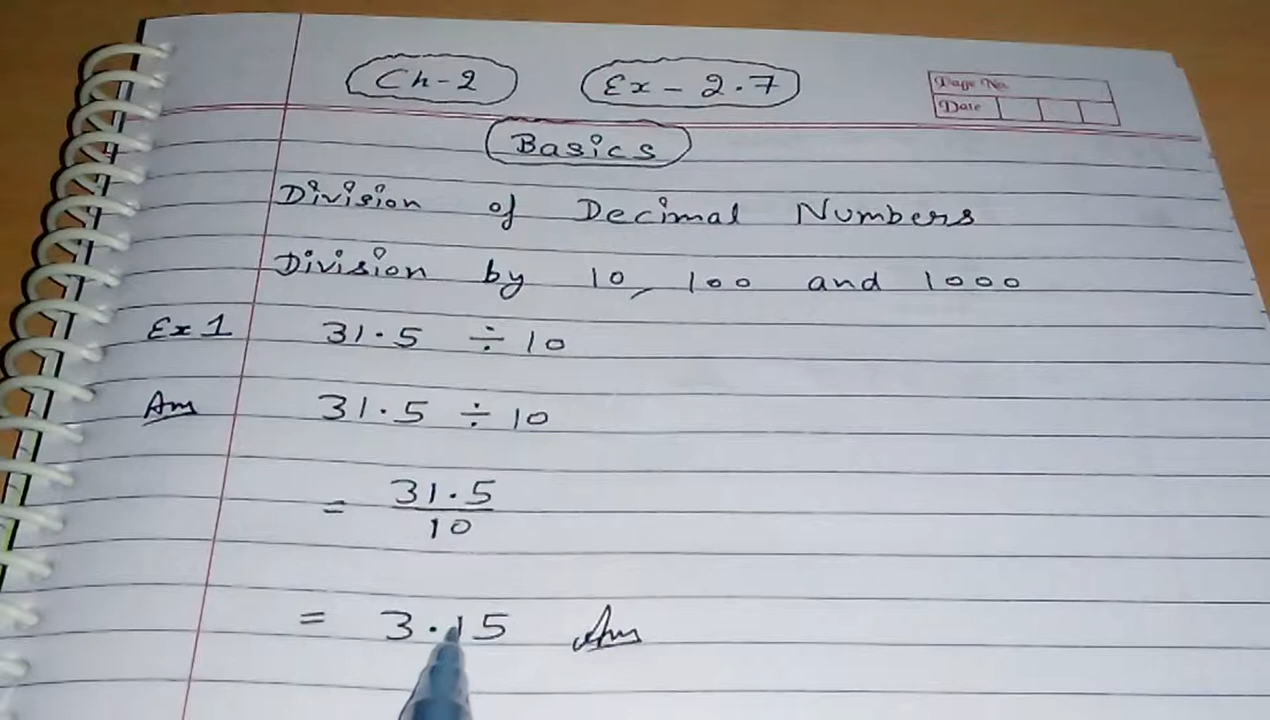 Ch-2 Ex - 2.7
Page No.
Date
Basics
Division of Decimal Numbers
Division by 10, 100 and 1000
Ex 1 31.5 ÷ 10
Ans 31.5 ÷ 10
= 31.5
10
= 3.15 Ans